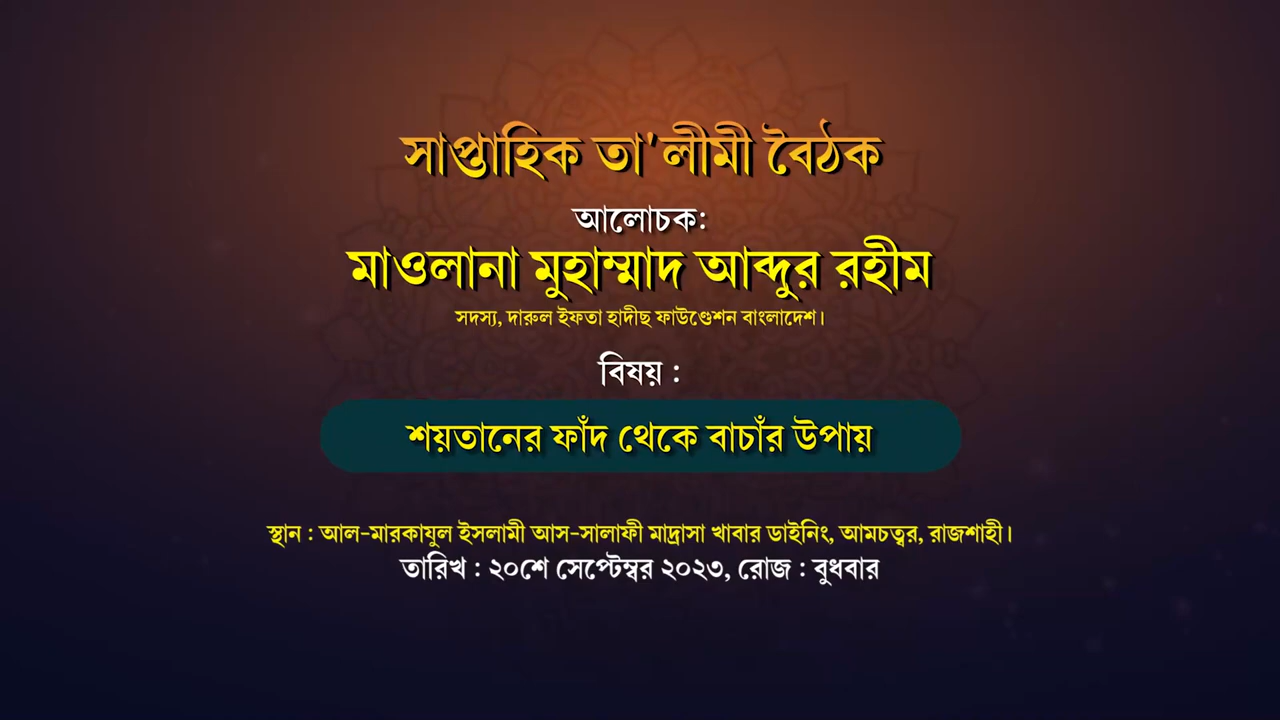 সাপ্তাহিক তা'লীমী বৈঠক
আলোচক:
মাওলানা মুহাম্মাদ আব্দুর রহীম
সদস্য, দারুল ইফতা হাদীছ ফাউণ্ডেশন বাংলাদেশ।
বিষয় :
শয়তানের ফাঁদ থেকে বাচাঁর উপায়
স্থান : আল-মারকাযুল ইসলামী আস-সালাফী মাদ্রাসা খাবার ডাইনিং, আমচত্বর, রাজশাহী।
তারিখ : ২০শে সেপ্টেম্বর ২০২৩, রোজ : বুধবার